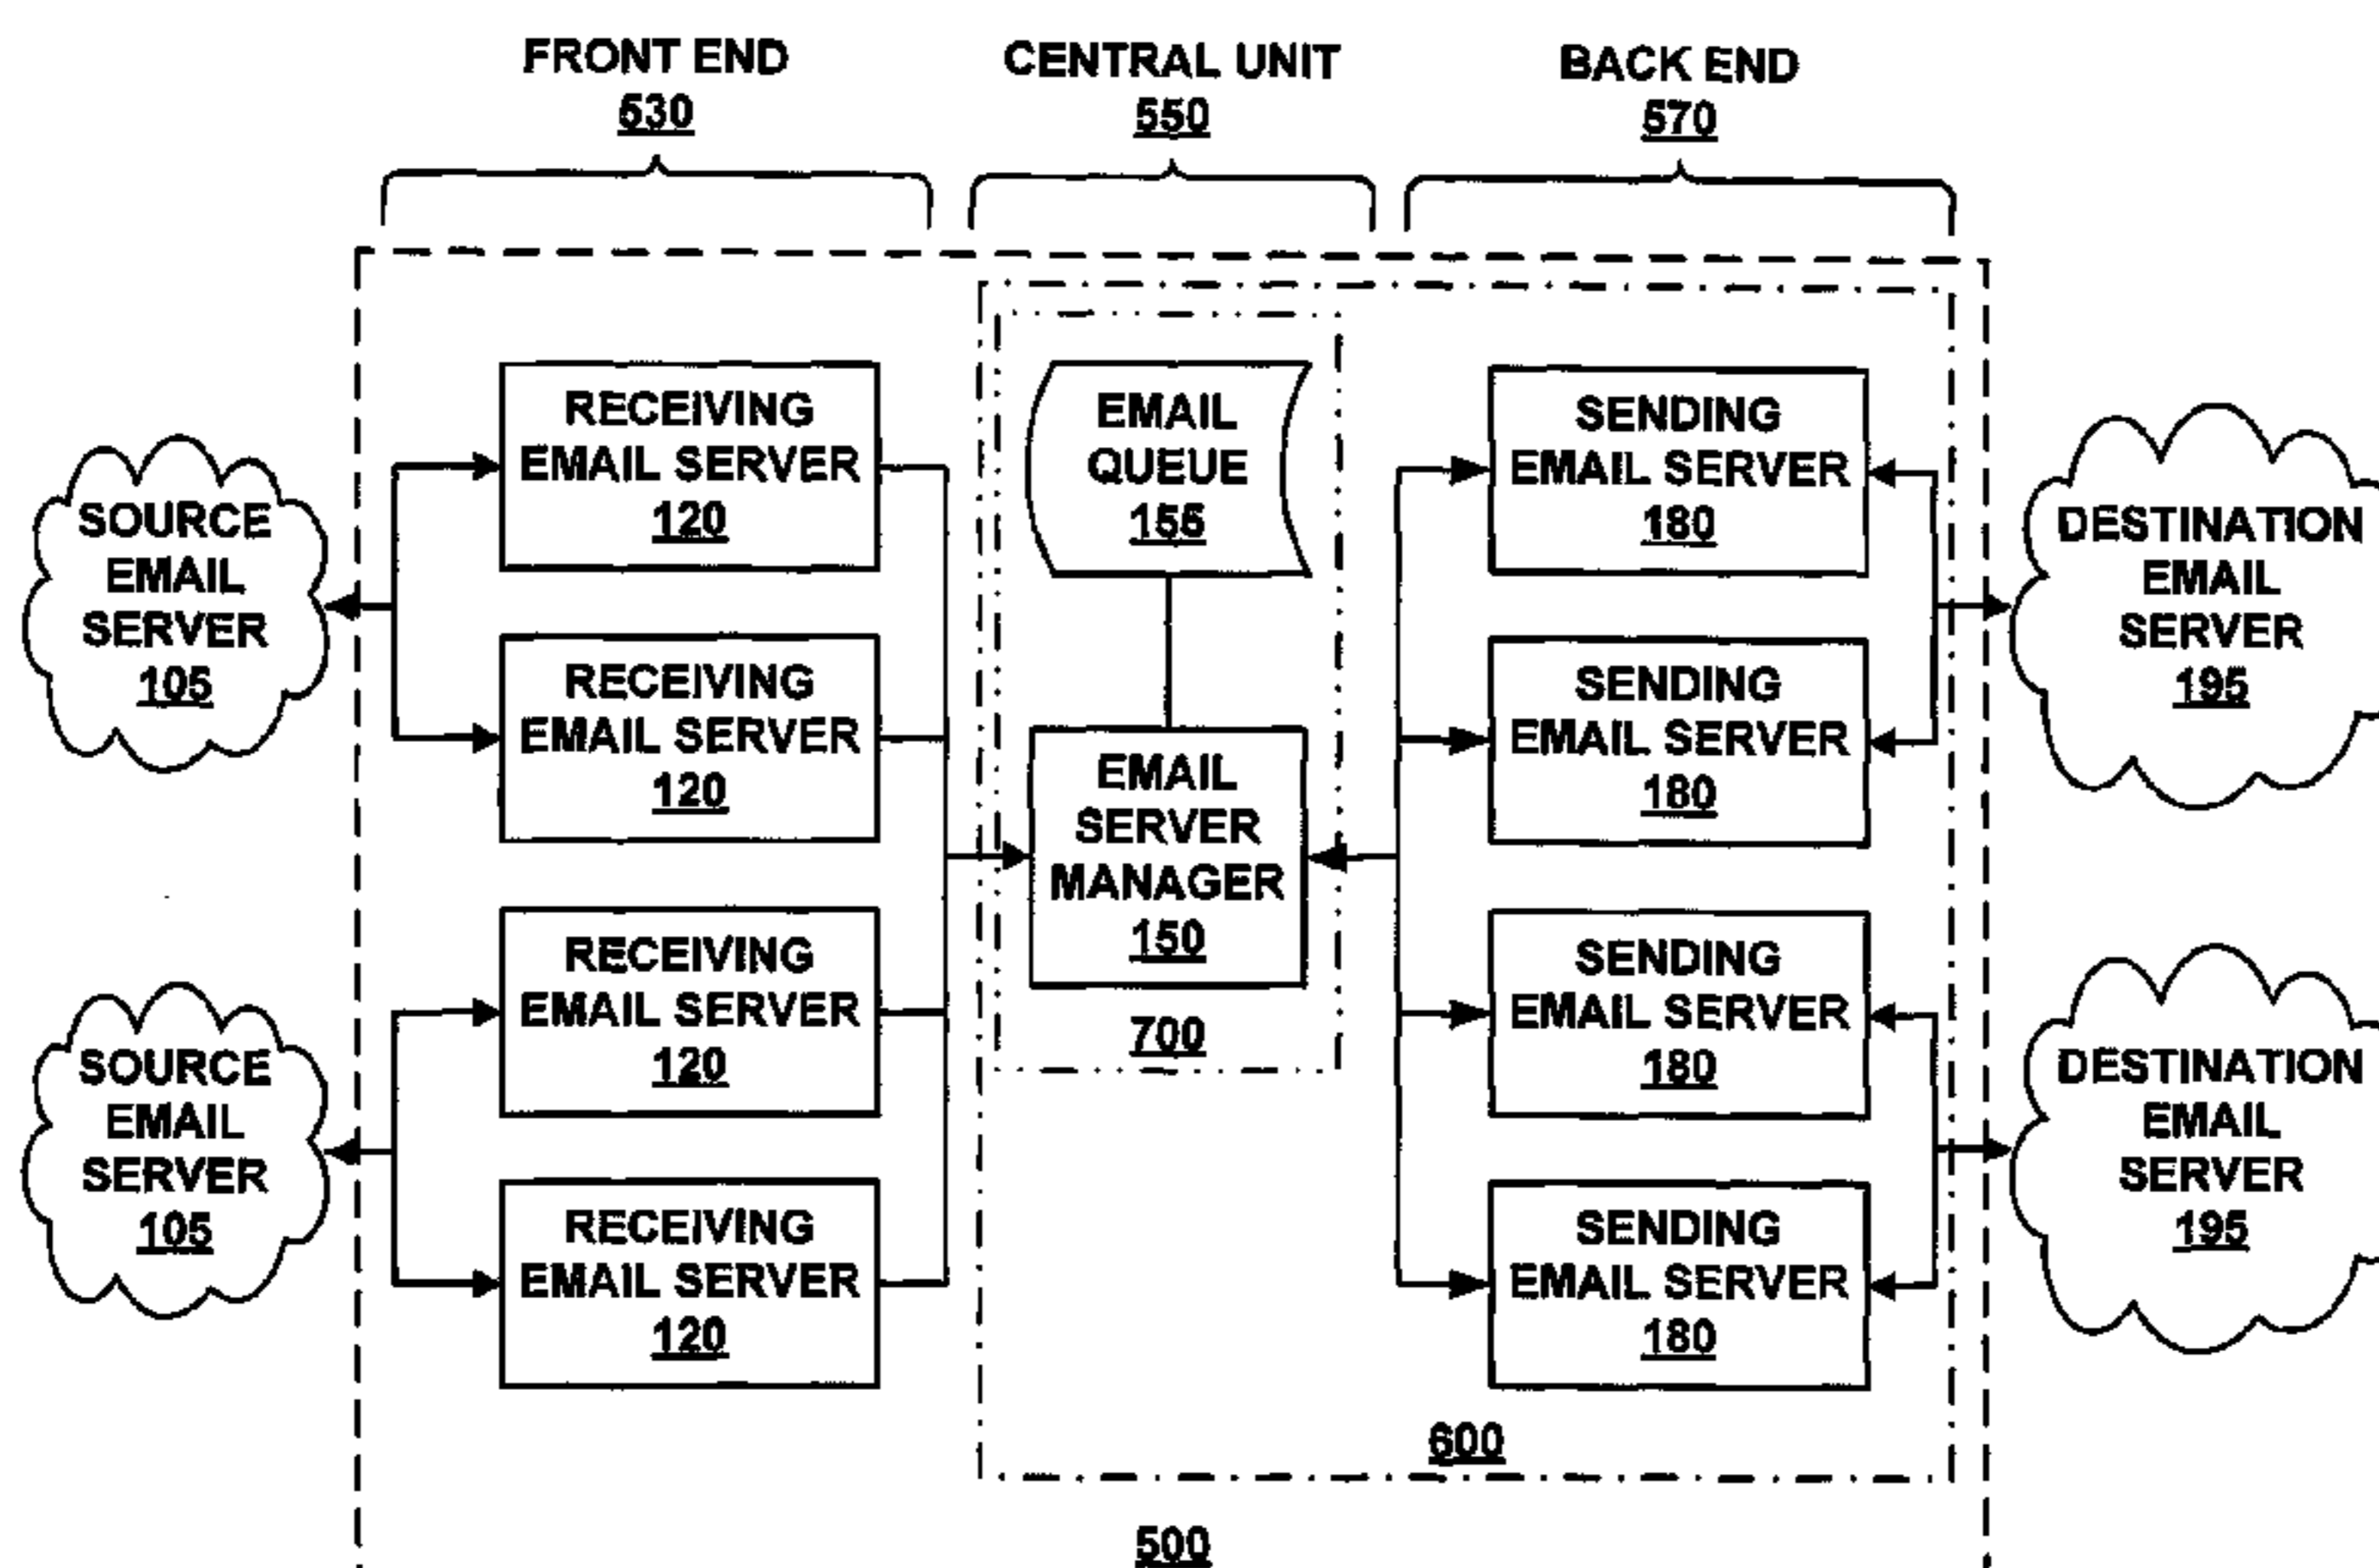 FRONT END
530
CENTRAL UNIT
550
BACK END
570
SOURCE
EMAIL
SERVER
105
SOURCE
EMAIL
SERVER
105
RECEIVING
EMAIL SERVER
120
RECEIVING
EMAIL SERVER
120
RECEIVING
EMAIL SERVER
120
RECEIVING
EMAIL SERVER
120
EMAIL
QUEUE
155
EMAIL
SERVER
MANAGER
150
700
SENDING
EMAIL SERVER
180
SENDING
EMAIL SERVER
180
SENDING
EMAIL SERVER
180
SENDING
EMAIL SERVER
180
600
DESTINATION
EMAIL
SERVER
195
DESTINATION
EMAIL
SERVER
195
500